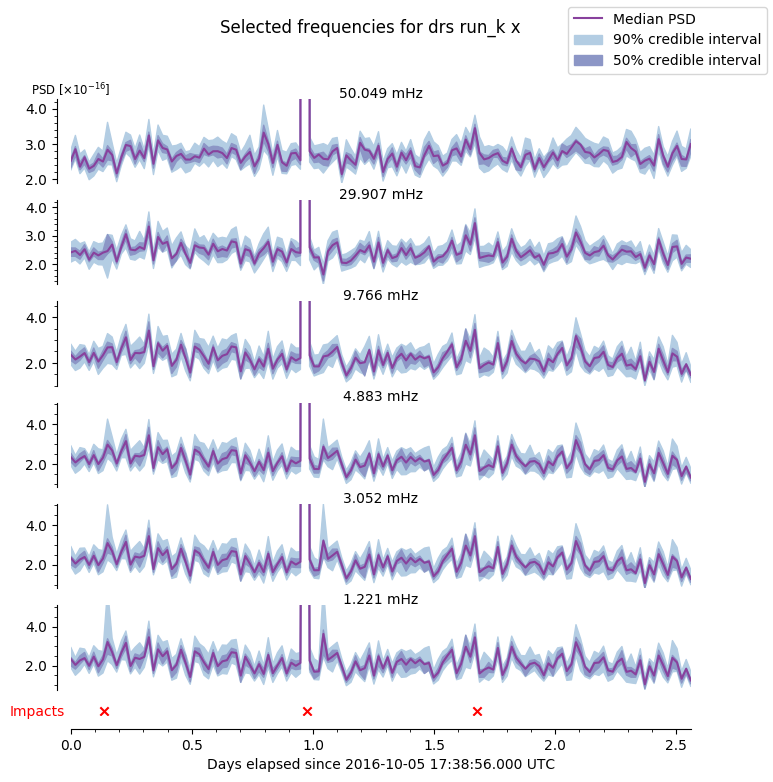 Selected frequencies for drs run_k x
Median PSD
90% credible interval
50% credible interval
PSD [×10⁻¹⁶]
50.049 mHz
4.0
3.0
2.0
29.907 mHz
4.0
3.0
2.0
9.766 mHz
4.0
2.0
4.883 mHz
4.0
2.0
3.052 mHz
4.0
2.0
1.221 mHz
4.0
2.0
Impacts
0.0 0.5 1.0 1.5 2.0 2.5
Days elapsed since 2016-10-05 17:38:56.000 UTC